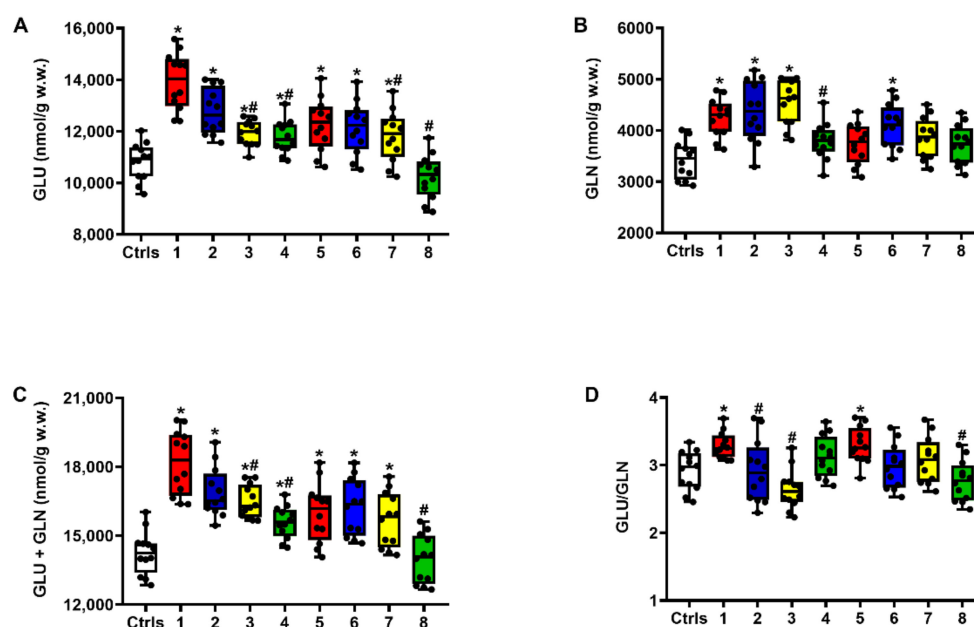 A
GLU (nmol/g w.w.)
16,000
14,000
12,000
10,000
8,000
* * *# *# * * *# #
Ctrls 1 2 3 4 5 6 7 8
B
GLN (nmol/g w.w.)
6000
5000
4000
3000
2000
* * * # *
Ctrls 1 2 3 4 5 6 7 8
C
GLU + GLN (nmol/g w.w.)
21,000
18,000
15,000
12,000
* * *# *# * * * #
Ctrls 1 2 3 4 5 6 7 8
D
GLU/GLN
4
3
2
1
* # # * #
Ctrls 1 2 3 4 5 6 7 8